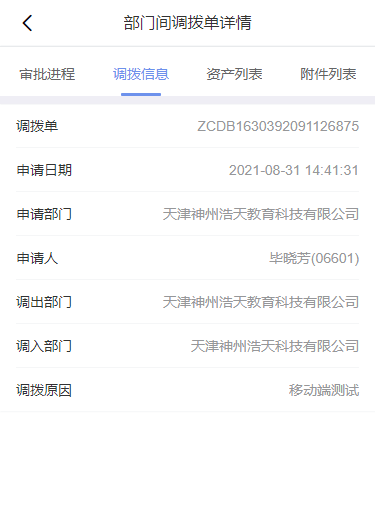 部门间调拨单详情
审批进程 调拨信息 资产列表 附件列表
调拨单 ZCDB1630392091126875
申请日期 2021-08-31 14:41:31
申请部门 天津神州浩天教育科技有限公司
申请人 毕晓芳(06601)
调出部门 天津神州浩天教育科技有限公司
调入部门 天津神州浩天科技有限公司
调拨原因 移动端测试